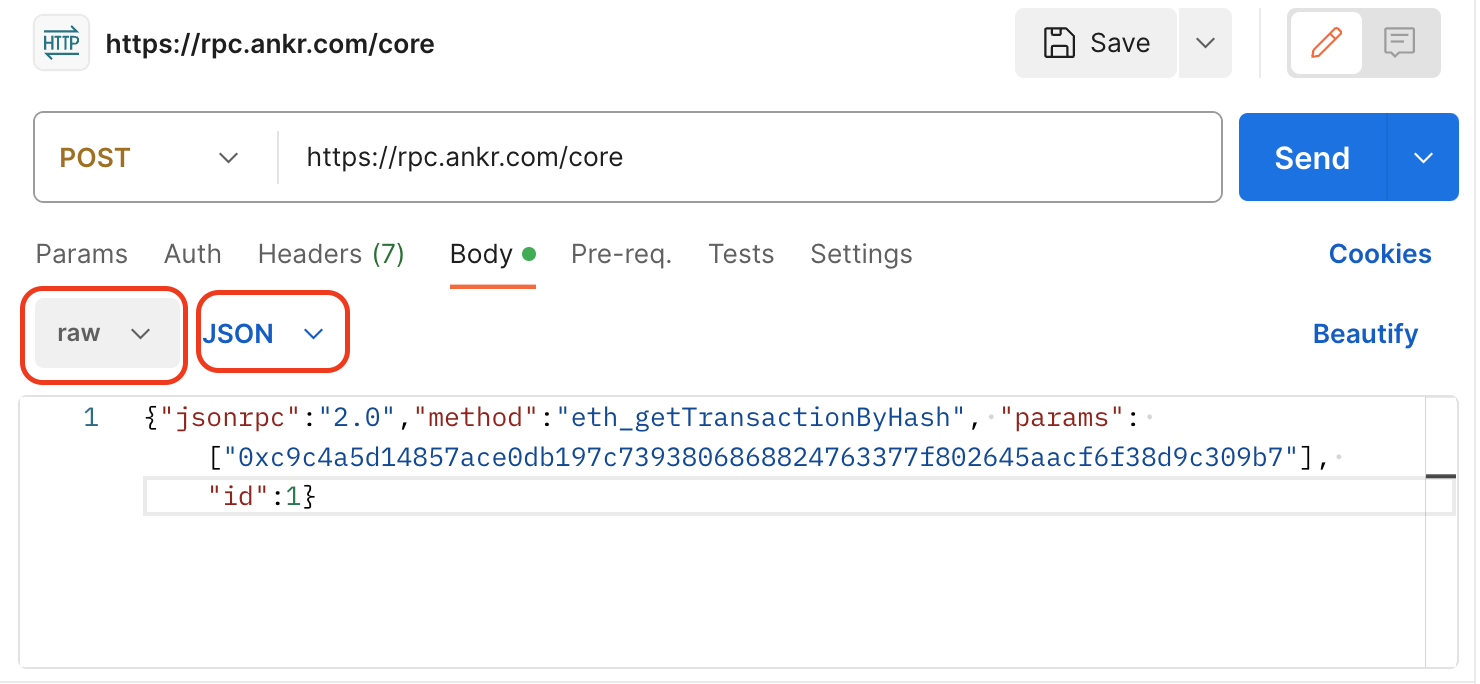 HTTP https://rpc.ankr.com/core Save
POST https://rpc.ankr.com/core Send
Params Auth Headers (7) Body Pre-req. Tests Settings Cookies
raw JSON Beautify
1 {"jsonrpc":"2.0","method":"eth_getTransactionByHash", "params":
["0xc9c4a5d14857ace0db197c7393806868824763377f802645aacf6f38d9c309b7"],
"id":1}